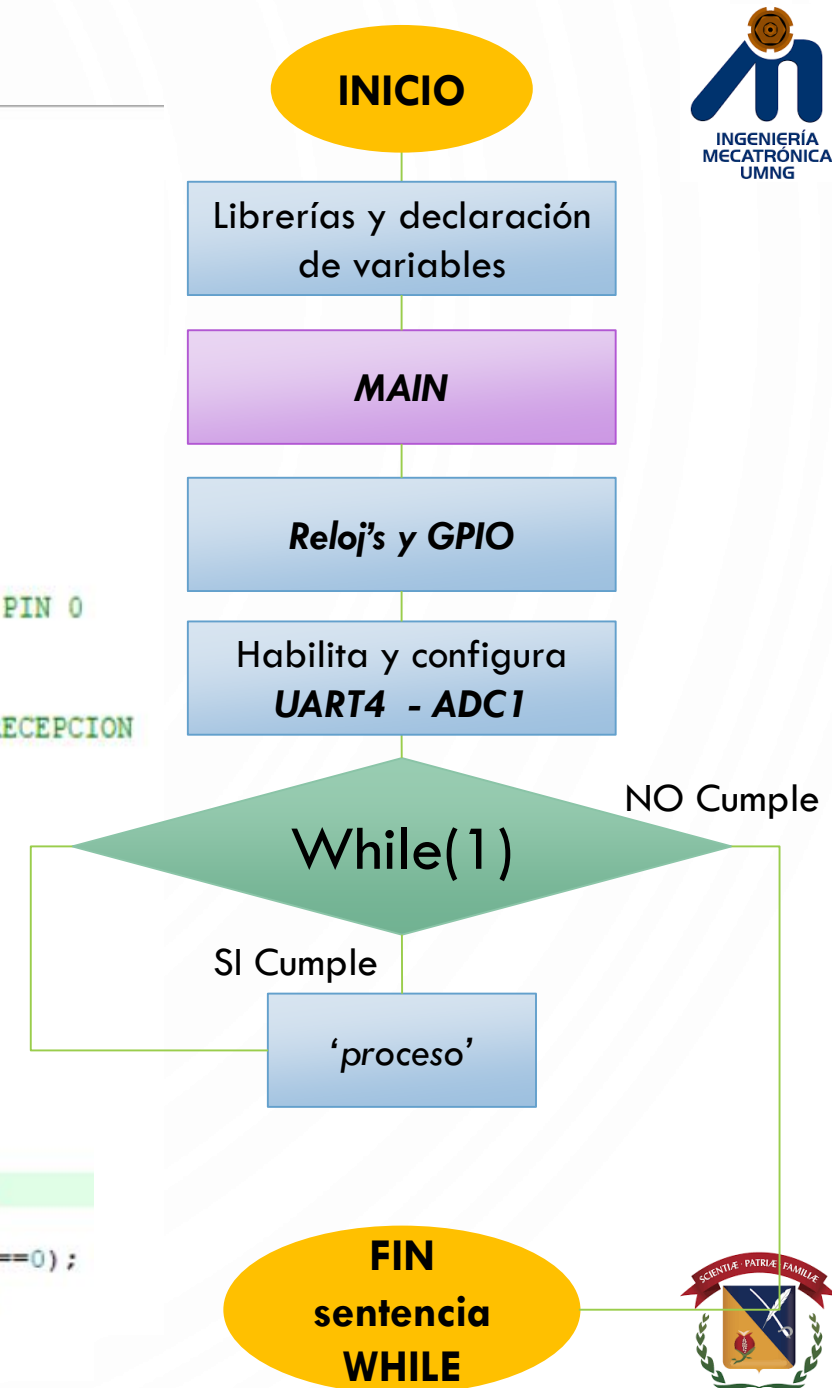 INICIO
INGENIERÍA
MECATRÓNICA
UMNG
Librerías y declaración
de variables
MAIN
Reloj's y GPIO
PIN 0
Habilita y configura
UART4 - ADC1
RECEPCION
NO Cumple
While(1)
SI Cumple
‘proceso’
==0);
FIN
sentencia
WHILE
SCIENTIÆ · PATRIÆ · FAMILIÆ